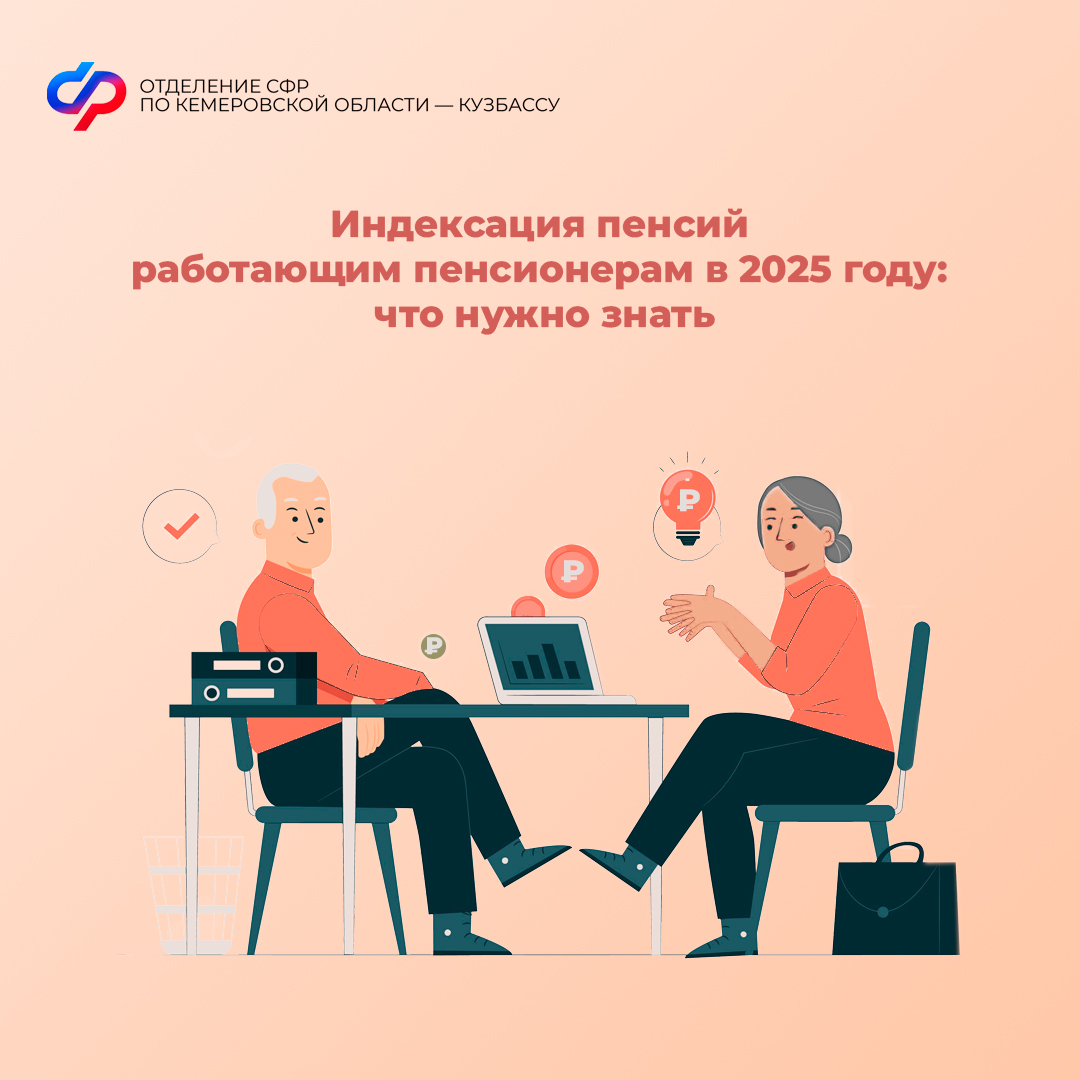 ОТДЕЛЕНИЕ СФР
ПО КЕМЕРОВСКОЙ ОБЛАСТИ — КУЗБАССУ
Индексация пенсий
работающим пенсионерам в 2025 году:
что нужно знать